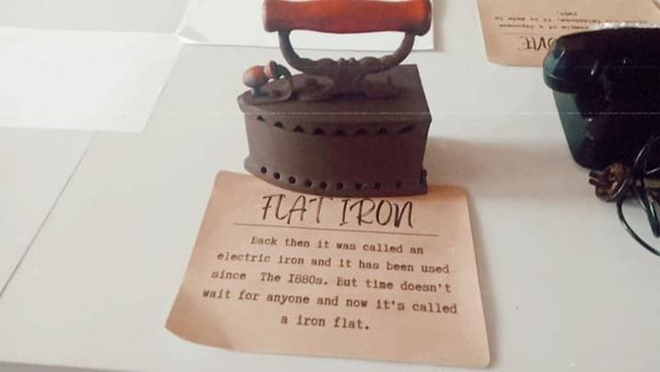 FLAT IRON
Back then it was called an
electric iron and it has been used
since The I880s. But time doesn't
wait for anyone and now it's called
a iron flat.